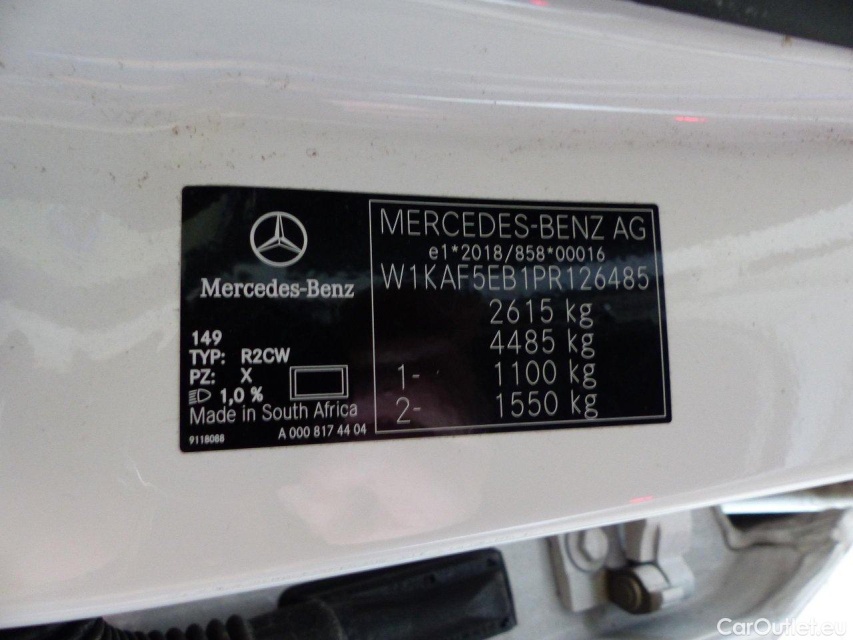 Mercedes-Benz
149
TYP: R2CW
PZ: X
1,0 %
Made in South Africa
9118088 A 000 817 44 04
MERCEDES-BENZ AG
e1*2018/858*00016
W1KAF5EB1PR126485
2615 kg
4485 kg
1- 1100 kg
2- 1550 kg
CarOutlet.eu